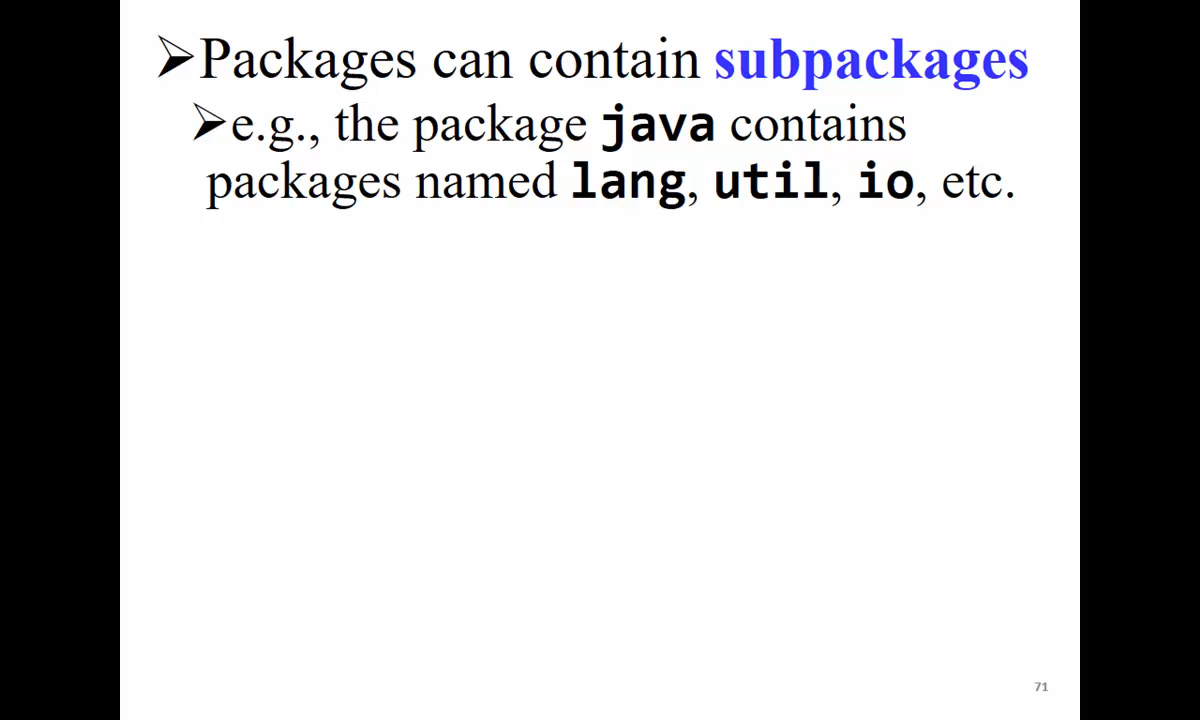 ➢Packages can contain subpackages
➢e.g., the package java contains
packages named lang, util, io, etc.
71